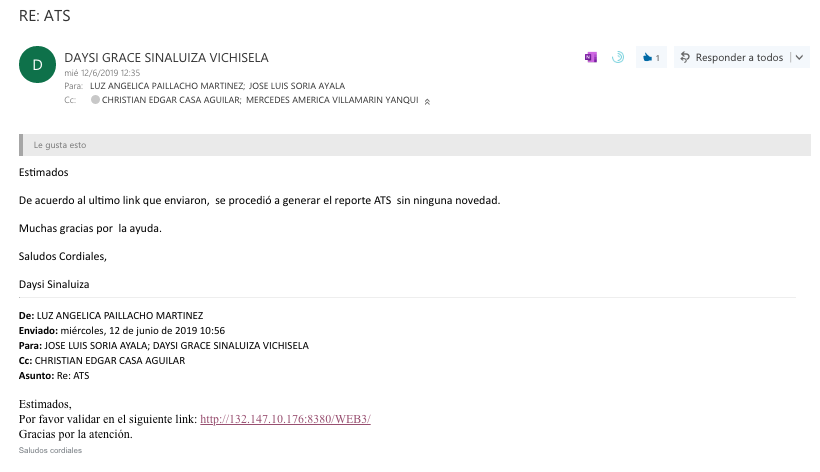 RE: ATS
D
DAYSI GRACE SINALUIZA VICHISELA
mié 12/6/2019 12:35
Para: LUZ ANGELICA PAILLACHO MARTINEZ; JOSE LUIS SORIA AYALA
Cc: CHRISTIAN EDGAR CASA AGUILAR; MERCEDES AMERICA VILLAMARIN YANQUI
1
Responder a todos
Le gusta esto
Estimados
De acuerdo al ultimo link que enviaron, se procedió a generar el reporte ATS sin ninguna novedad.
Muchas gracias por la ayuda.
Saludos Cordiales,
Daysi Sinaluiza
De: LUZ ANGELICA PAILLACHO MARTINEZ
Enviado: miércoles, 12 de junio de 2019 10:56
Para: JOSE LUIS SORIA AYALA; DAYSI GRACE SINALUIZA VICHISELA
Cc: CHRISTIAN EDGAR CASA AGUILAR
Asunto: Re: ATS
Estimados,
Por favor validar en el siguiente link: http://132.147.10.176:8380/WEB3/
Gracias por la atención.
Saludos cordiales